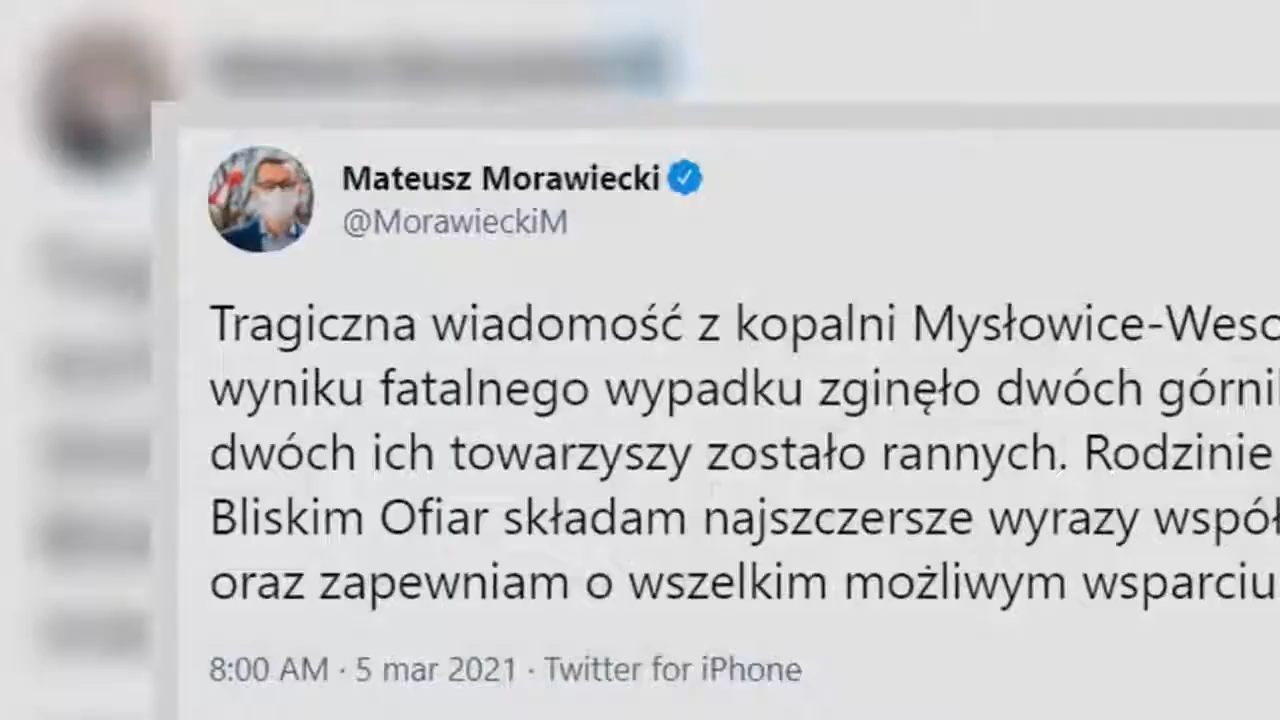 Mateusz Morawiecki
@MorawieckiM
Tragiczna wiadomość z kopalni Mysłowice-Weso
wyniku fatalnego wypadku zginęło dwóch górni
dwóch ich towarzyszy zostało rannych. Rodzinie
Bliskim Ofiar składam najszczersze wyrazy współ
oraz zapewniam o wszelkim możliwym wsparciu
8:00 AM · 5 mar 2021 · Twitter for iPhone